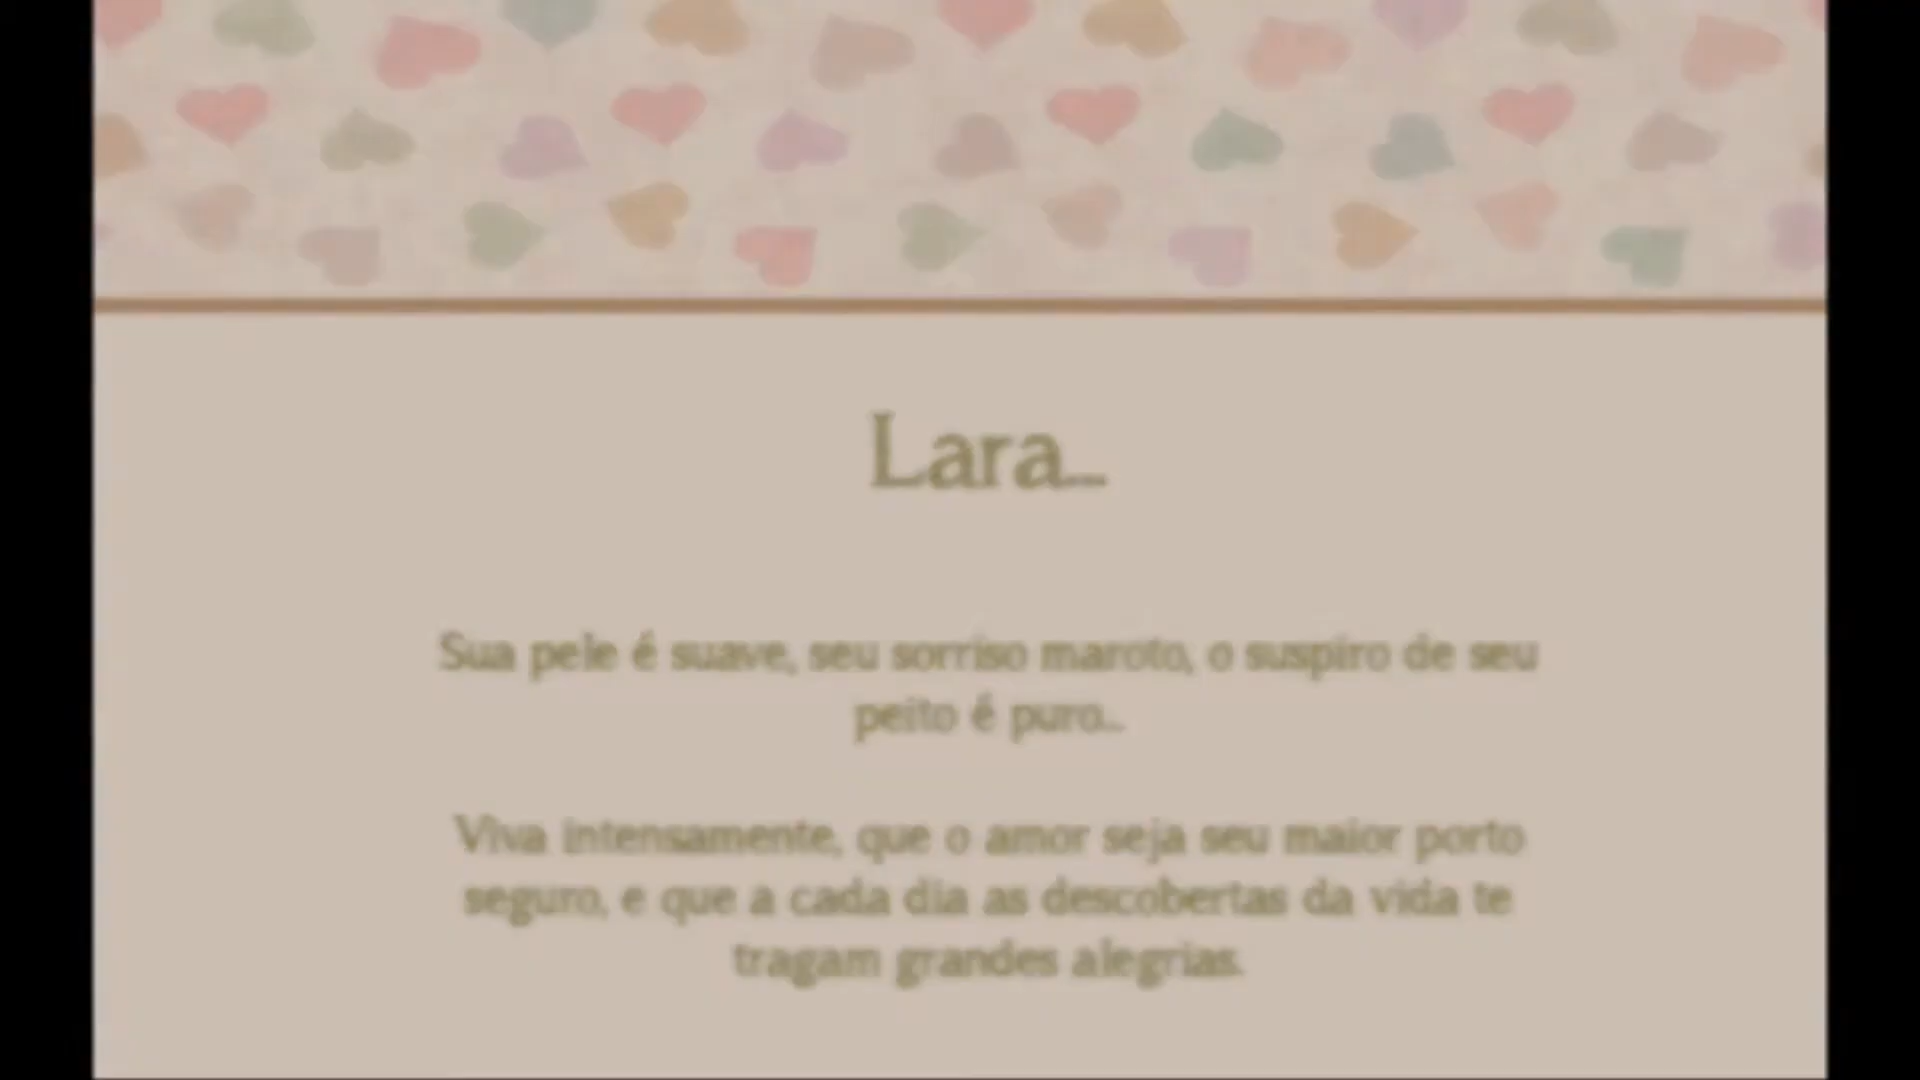 Lara...
Sua pele é suave, seu sorriso maroto, o suspiro de seu
peito é puro...
Viva intensamente, que o amor seja seu maior porto
seguro, e que a cada dia as descobertas da vida te
tragam grandes alegrias.